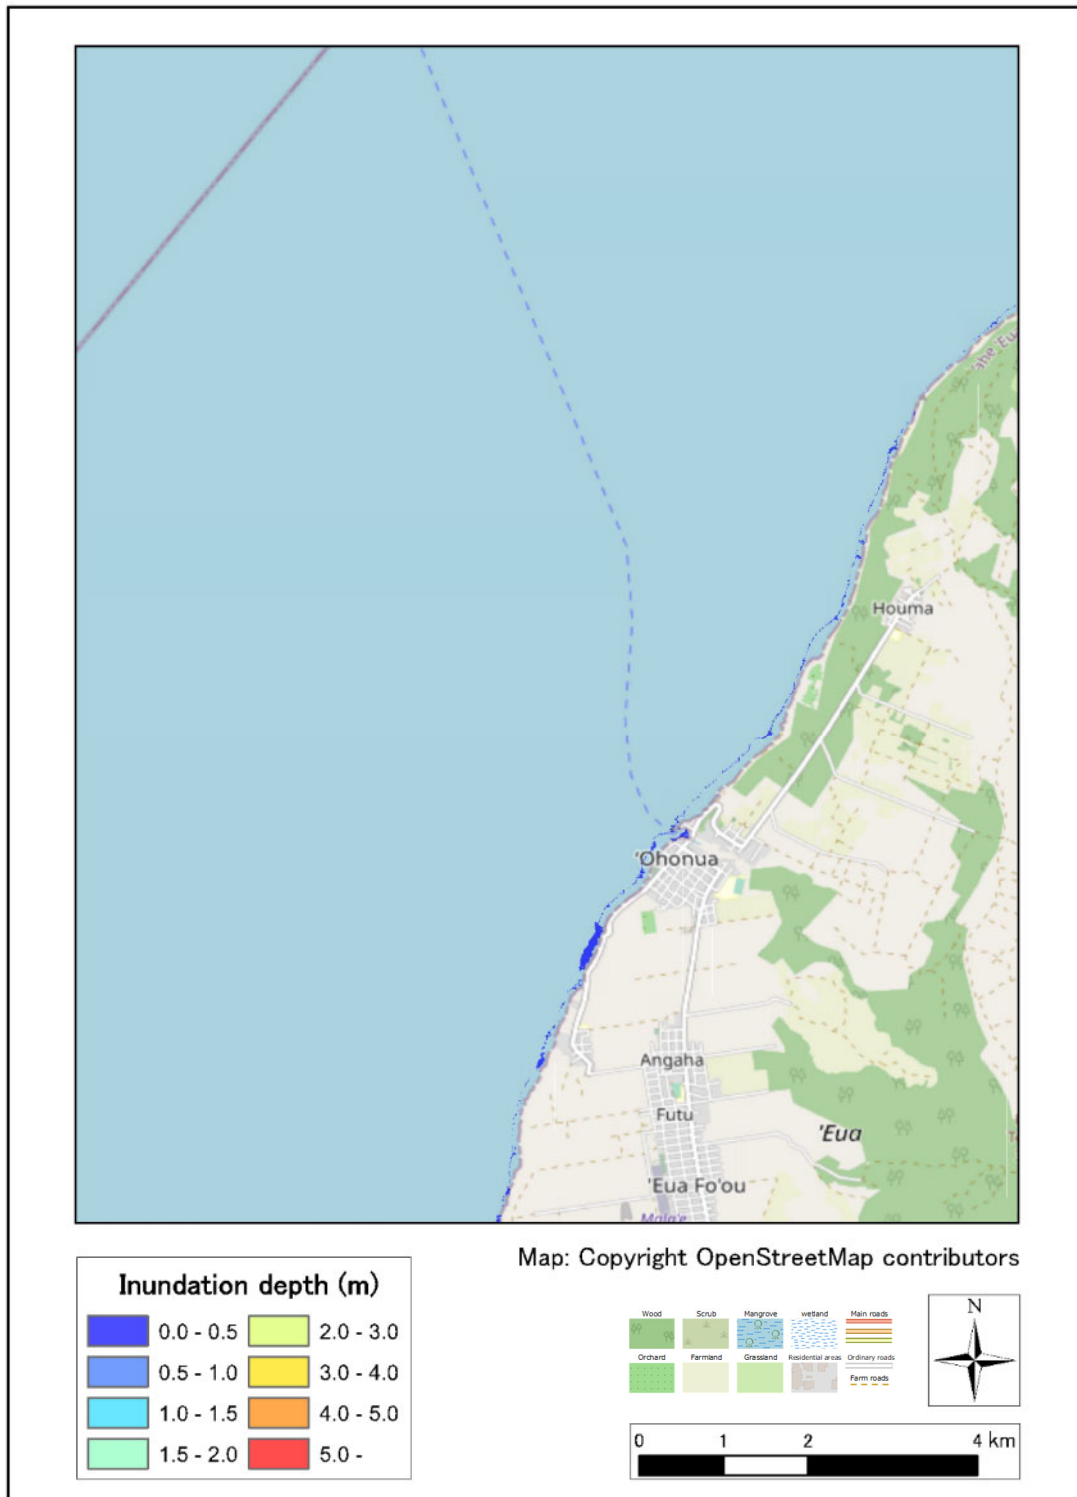 'ahe 'Eu
Houma
'Ohonua
Angaha
Futu
'Eua
'Eua Fo'ou
Mala'e
Map: Copyright OpenStreetMap contributors
Inundation depth (m)
0.0 - 0.5
2.0 - 3.0
0.5 - 1.0
3.0 - 4.0
1.0 - 1.5
4.0 - 5.0
1.5 - 2.0
5.0 -
Wood
Scrub
Mangrove
wetland
Main roads
Orchard
Farmland
Grassland
Residential areas
Ordinary roads
Farm roads
N
0 1 2 4 km